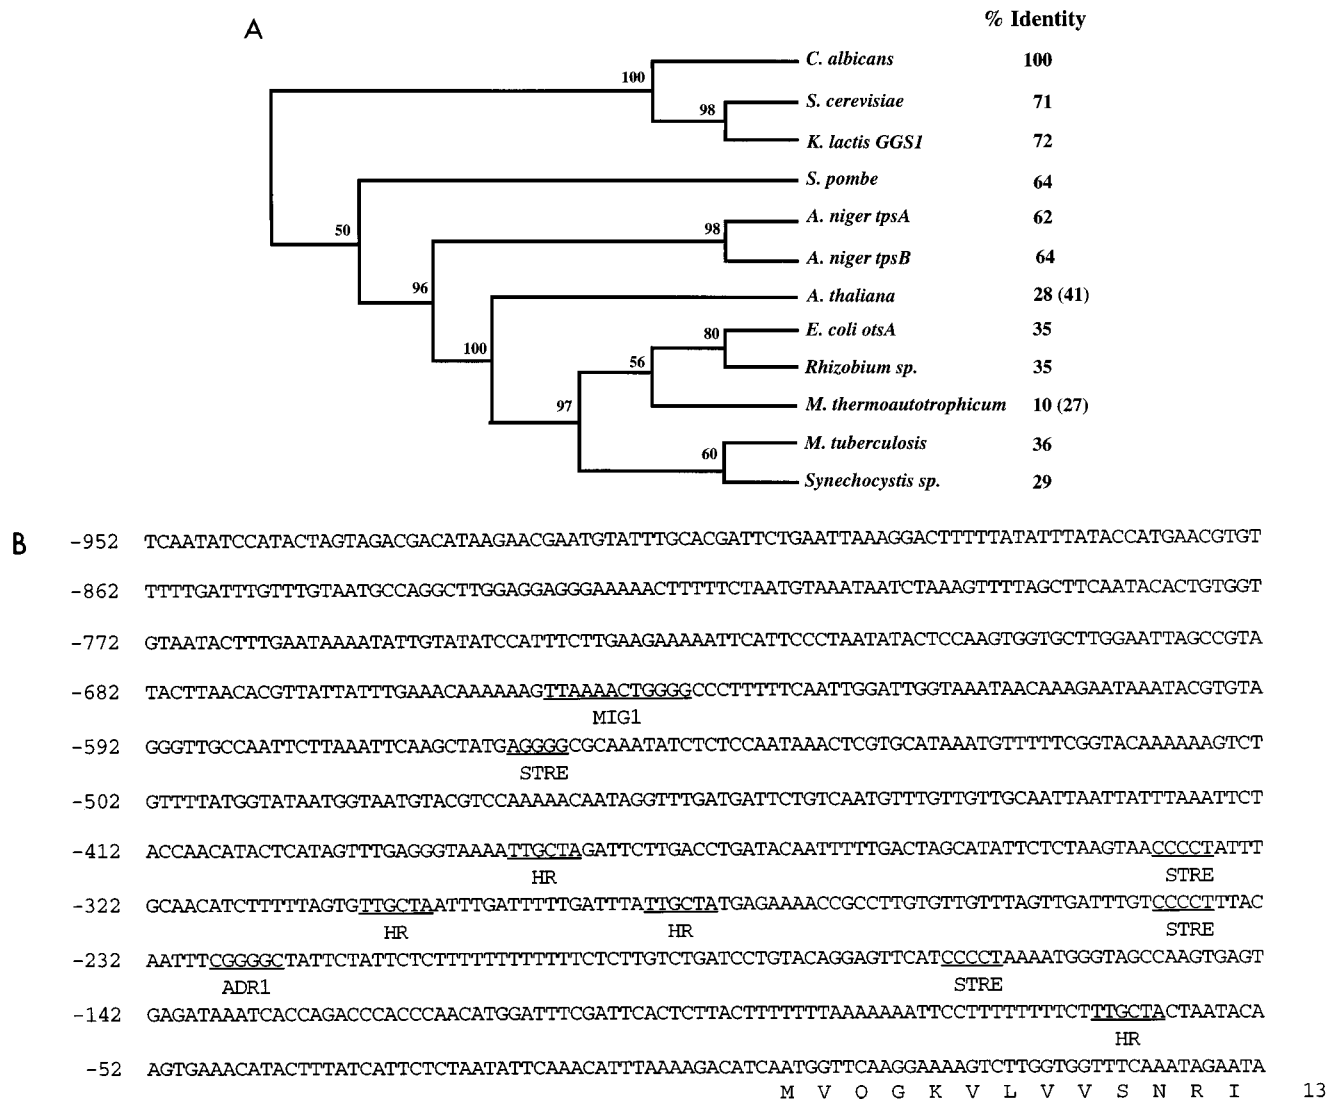 A
% Identity
100 C. albicans 100
98 S. cerevisiae 71
K. lactis GGS1 72
S. pombe 64
50 A. niger tpsA 62
98 A. niger tpsB 64
96 A. thaliana 28 (41)
80 E. coli otsA 35
100 56 Rhizobium sp. 35
97 M. thermoautotrophicum 10 (27)
M. tuberculosis 36
60 Synechocystis sp. 29
B -952 TCAATATCCATACTAGTAGACGACATAAGAACGAATGTATTTGCACGATTCTGAATTAAAGGACTTTTTATATTTATACCATGAACGTGT
-862 TTTTGATTTGTTTGTAATGCCAGGCTTGGAGGAGGGAAAAACTTTTTCTAATGTAAATAATCTAAAGTTTTAGCTTCAATACACTGTGGT
-772 GTAATACTTTGAATAAAATATTGTATATCCATTTCTTGAAGAAAAATTCATTCCCTAATATACTCCAAGTGGTGCTTGGAATTAGCCGTA
-682 TACTTAACACGTTATTATTTGAAACAAAAAAGTTAAAACTGGGGCCCTTTTTCAATTGGATTGGTAAATAACAAAGAATAAATACGTGTA
MIG1
-592 GGGTTGCCAATTCTTAAATTCAAGCTATGAGGGGCGCAAATATCTCTCCAATAAACTCGTGCATAAATGTTTTTCGGTACAAAAAAGTCT
STRE
-502 GTTTTATGGTATAATGGTAATGTACGTCCAAAAACAATAGGTTTGATGATTCTGTCAATGTTTGTTGTTGCAATTAATTATTTAAATTCT
-412 ACCAACATACTCATAGTTTGAGGGTAAAATTGCTAGATTCTTGACCTGATACAATTTTTGACTAGCATATTCTCTAAGTAACCCCTATTT
HR STRE
-322 GCAACATCTTTTTAGTGTTGCTAATTTGATTTTTGATTTATTGCTATGAGAAAACCGCCTTGTGTTGTTTAGTTGATTTGTCCCCTTTAC
HR HR STRE
-232 AATTTCGGGGCTATTCTATTCTCTTTTTTTTTTTTTCTCTTGTCTGATCCTGTACAGGAGTTCATCCCCTAAAATGGGTAGCCAAGTGAGT
ADR1 STRE
-142 GAGATAAATCACCAGACCCACCCAACATGGATTTCGATTCACTCTTACTTTTTTTAAAAAAATTCCTTTTTTTTTCTTTGCTACTAATACA
HR
-52 AGTGAAACATACTTTATCATTCTCTAATATTCAAACATTTAAAAGACATCAATGGTTCAAGGAAAAGTCTTGGTGGTTTCAAATAGAATA
M V O G K V L V V S N R I 13